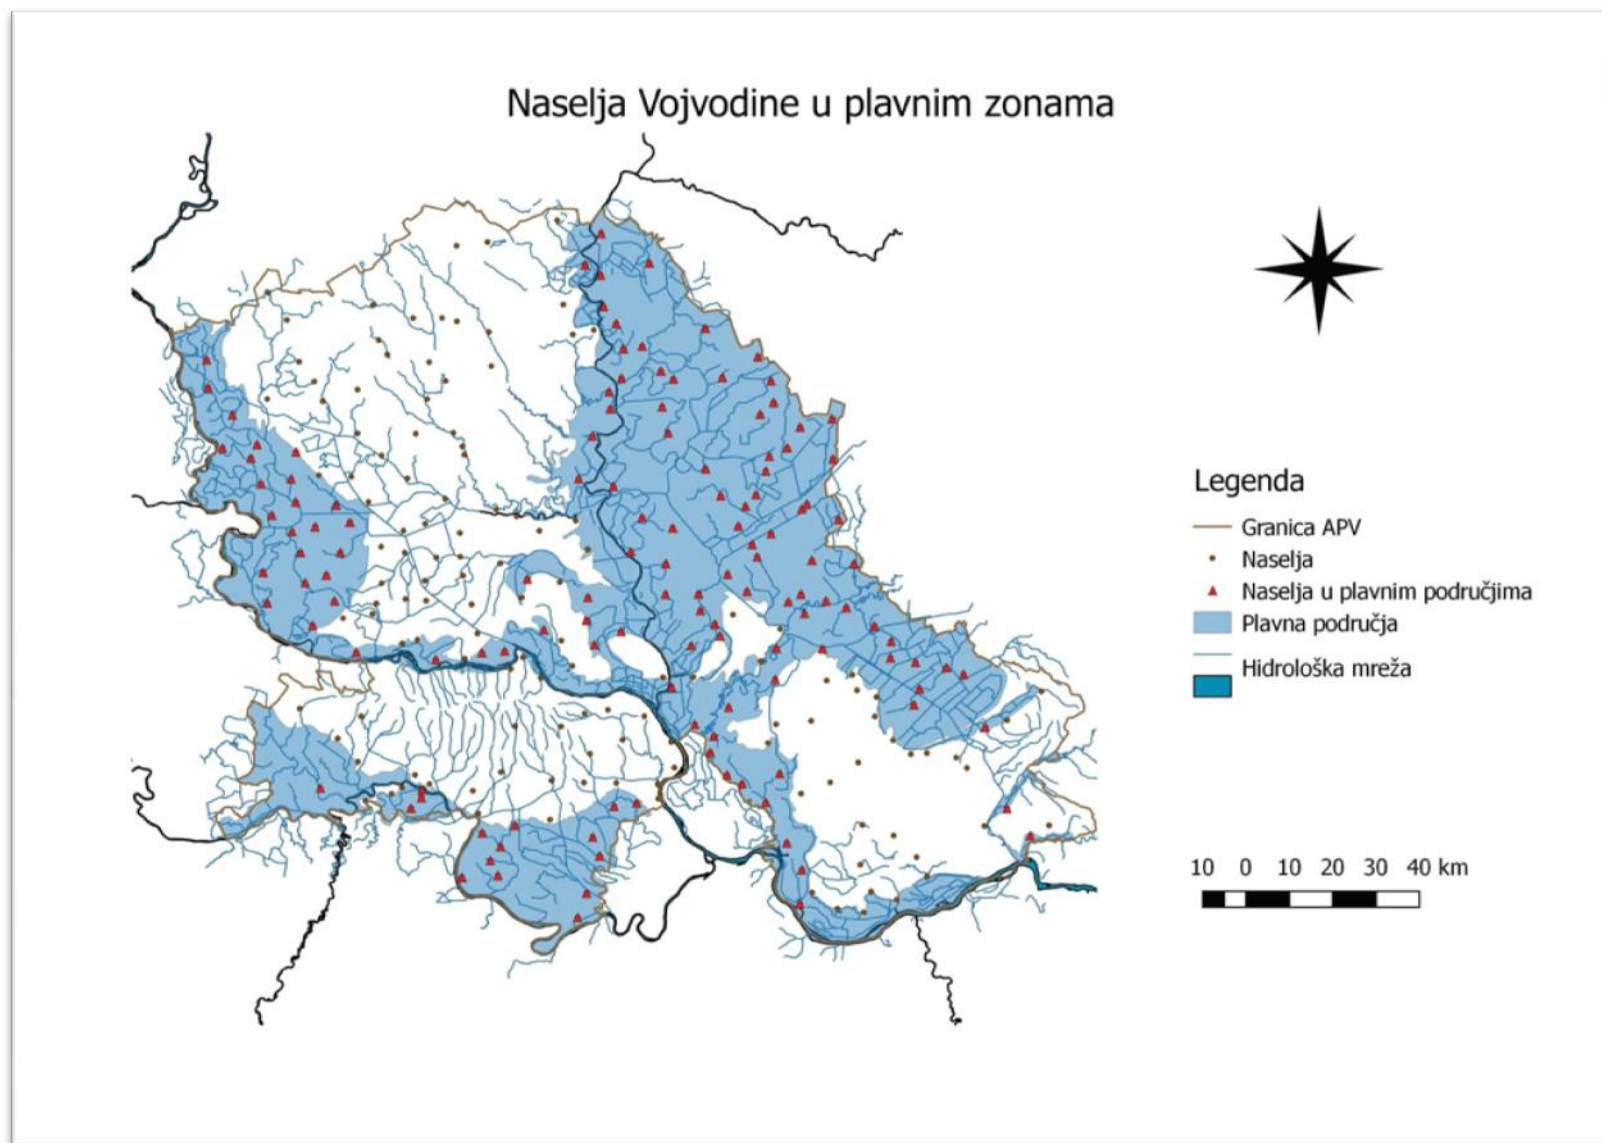 Naselja Vojvodine u plavnim zonama
Legenda
Granica APV
Naselja
Naselja u plavnim područjima
Plavna područja
Hidrološka mreža
10 0 10 20 30 40 km